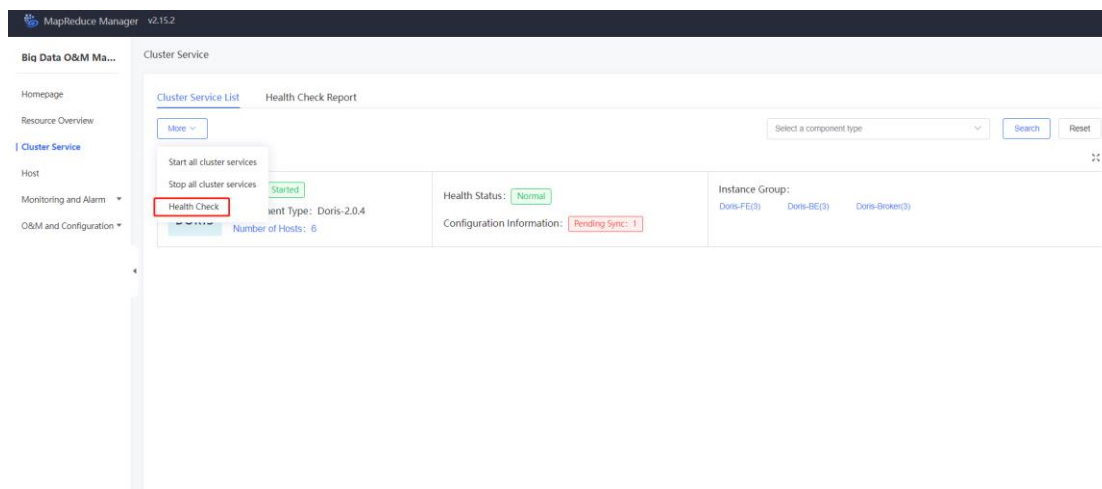 MapReduce Manager v2.15.2
Big Data O&M Ma...
Cluster Service
Homepage
Resource Overview
Cluster Service
Host
Monitoring and Alarm
O&M and Configuration
Cluster Service List Health Check Report
More
Select a component type
Search
Reset
Start all cluster services
Stop all cluster services
Health Check
Started
ent Type: Doris-2.0.4
Number of Hosts: 6
Health Status: Normal
Configuration Information: Pending Sync: 1
Instance Group:
Doris-FE(3) Doris-BE(3) Doris-Broker(3)